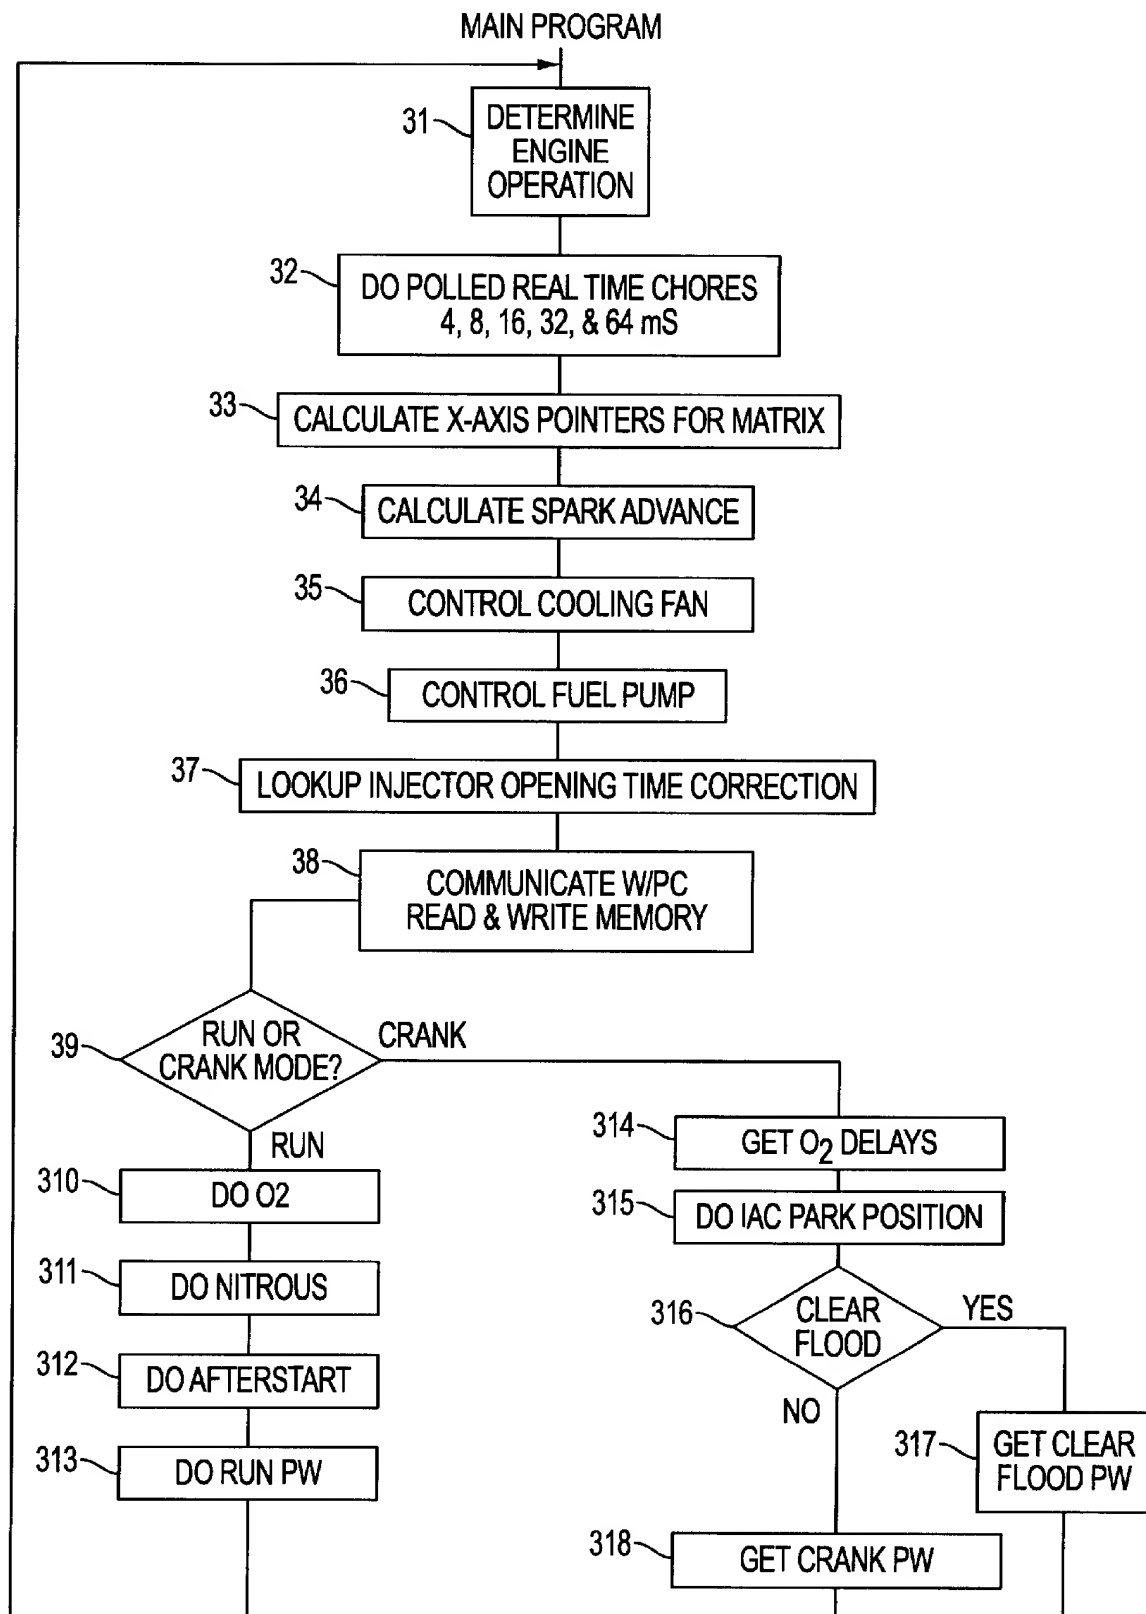 MAIN PROGRAM
31
DETERMINE
ENGINE
OPERATION
32
DO POLLED REAL TIME CHORES
4, 8, 16, 32, & 64 mS
33
CALCULATE X-AXIS POINTERS FOR MATRIX
34
CALCULATE SPARK ADVANCE
35
CONTROL COOLING FAN
36
CONTROL FUEL PUMP
37
LOOKUP INJECTOR OPENING TIME CORRECTION
38
COMMUNICATE W/PC
READ & WRITE MEMORY
39
RUN OR
CRANK MODE?
CRANK
RUN
310
DO O2
311
DO NITROUS
312
DO AFTERSTART
313
DO RUN PW
314
GET O2 DELAYS
315
DO IAC PARK POSITION
316
CLEAR
FLOOD
YES
NO
317
GET CLEAR
FLOOD PW
318
GET CRANK PW